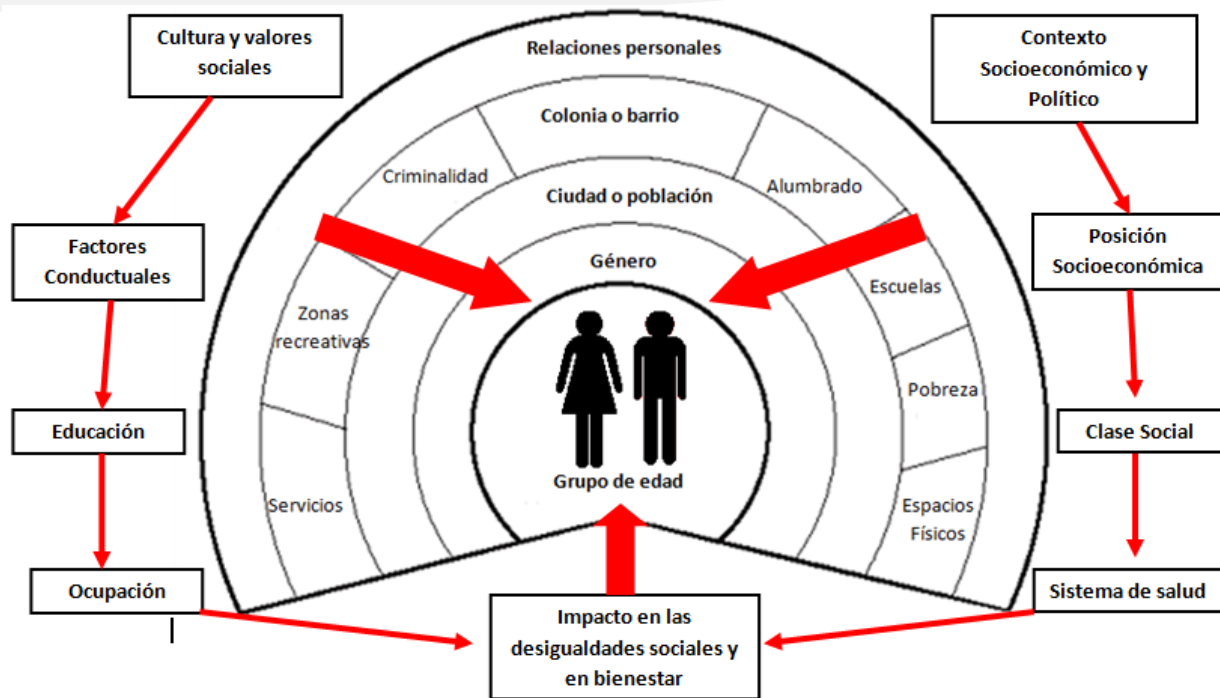 Cultura y valores
sociales
Factores
Conductuales
Educación
Ocupación
Relaciones personales
Colonia o barrio
Criminalidad
Alumbrado
Ciudad o población
Género
Zonas
recreativas
Escuelas
Pobreza
Servicios
Espacios
Físicos
Grupo de edad
Contexto
Socioeconómico y
Político
Posición
Socioeconómica
Clase Social
Sistema de salud
Impacto en las
desigualdades sociales y
en bienestar